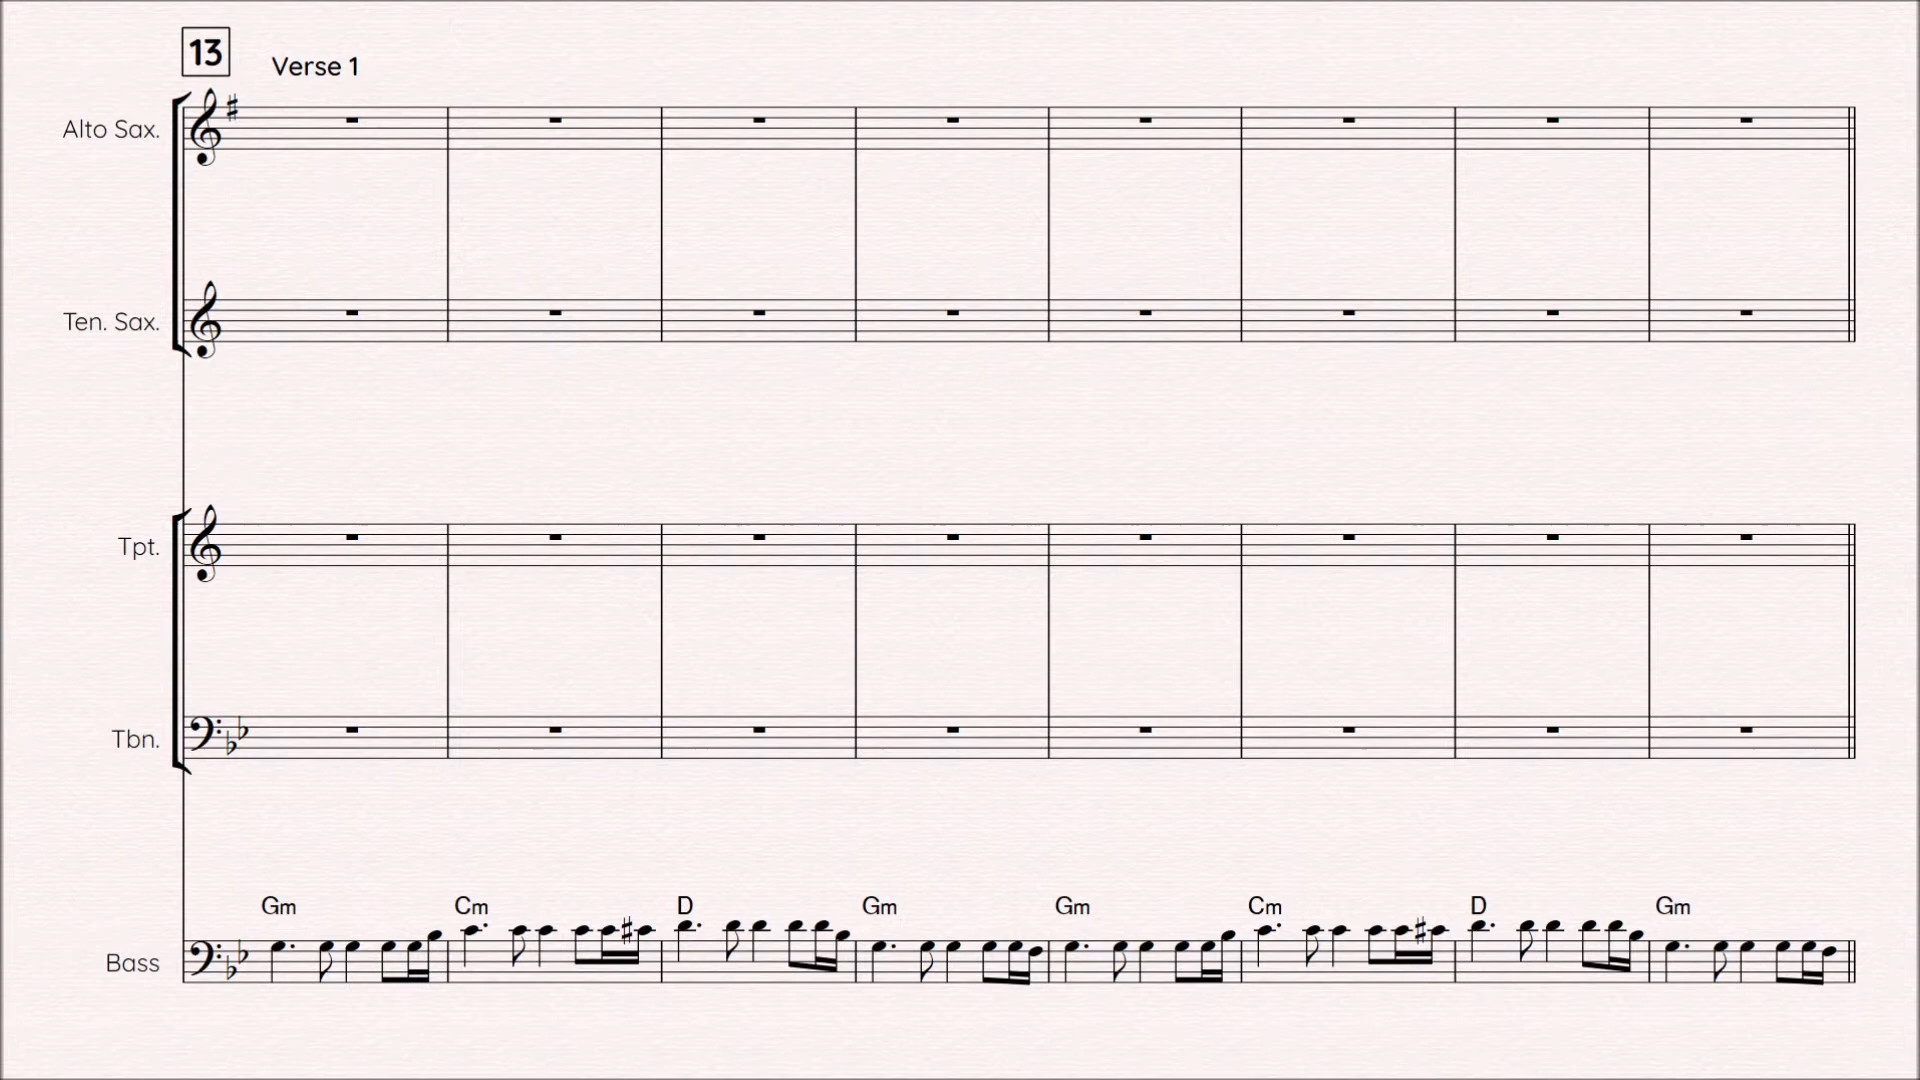 13
Verse 1
Alto Sax.
Ten. Sax.
Tpt.
Tbn.
Gm Cm D Gm Gm Cm D Gm
Bass